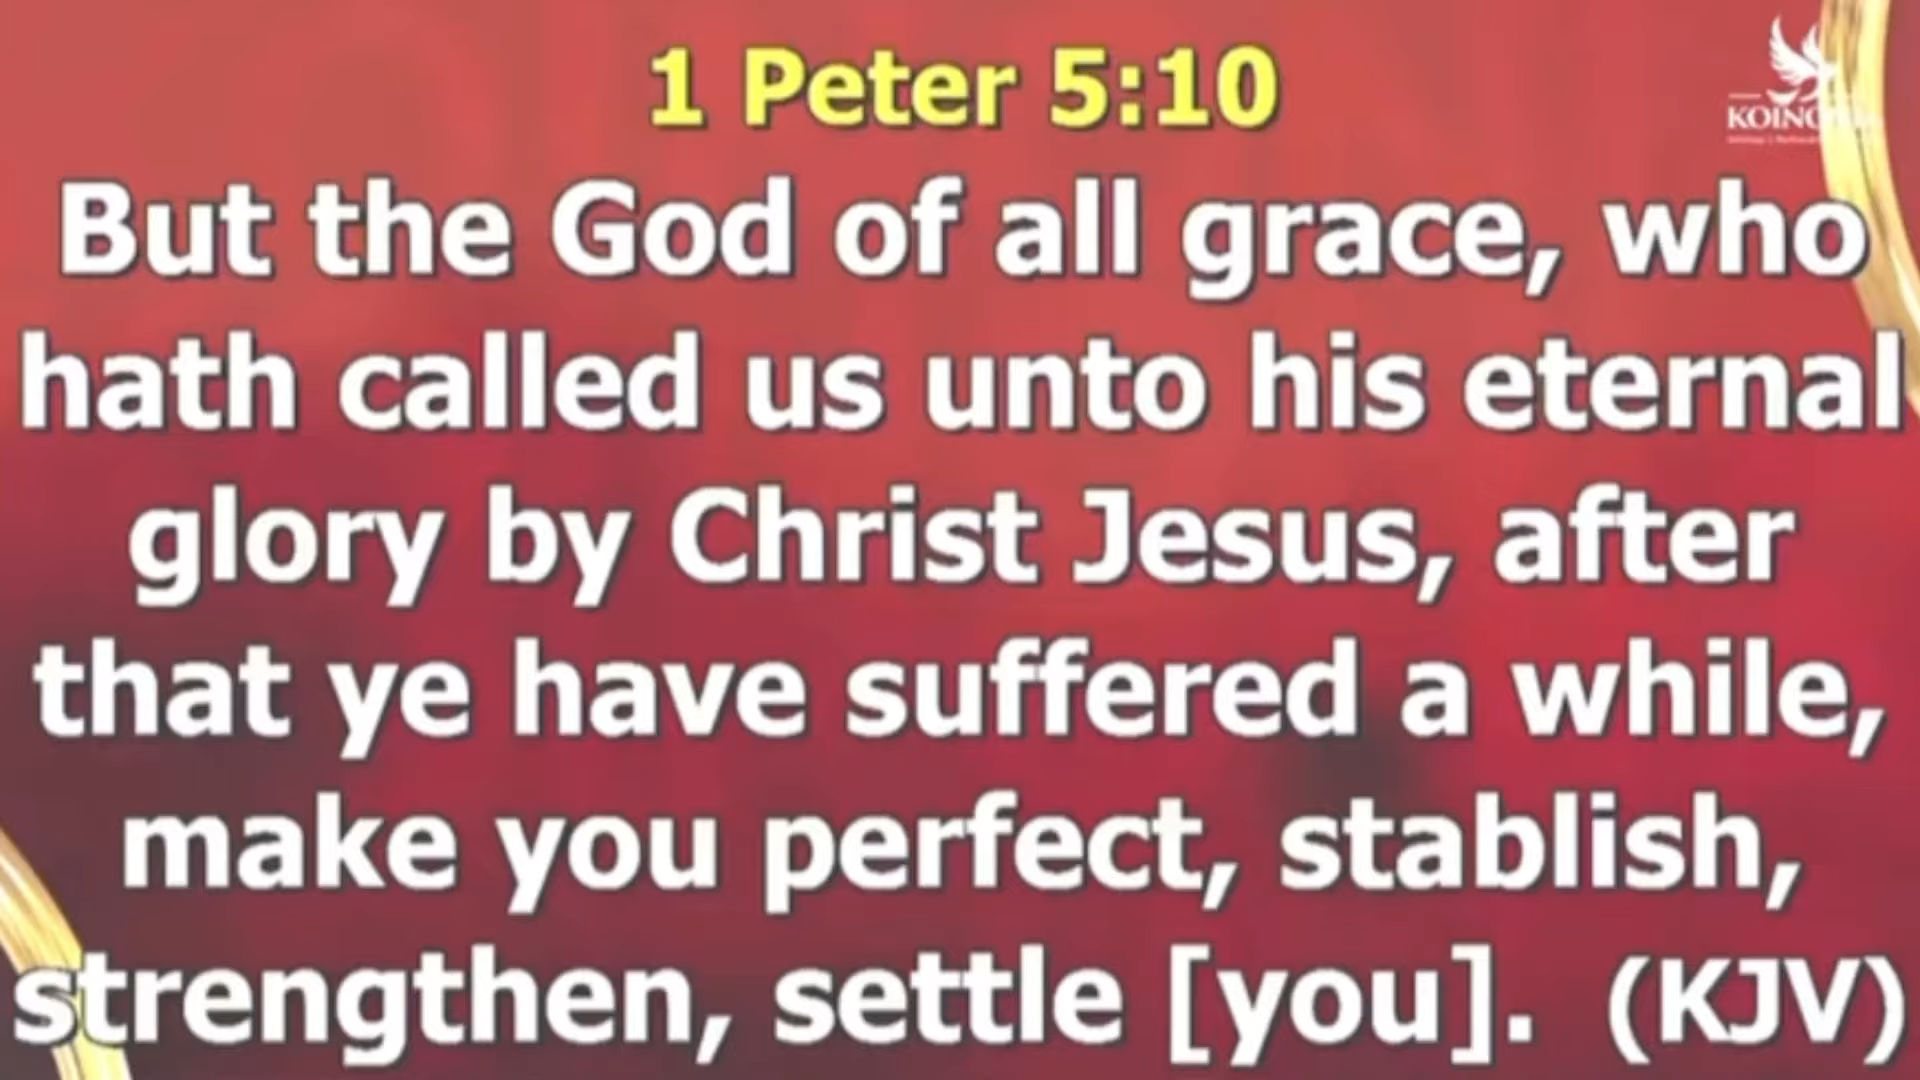 1 Peter 5:10
But the God of all grace, who
hath called us unto his eternal
glory by Christ Jesus, after
that ye have suffered a while,
make you perfect, stablish,
strengthen, settle [you]. (KJV)